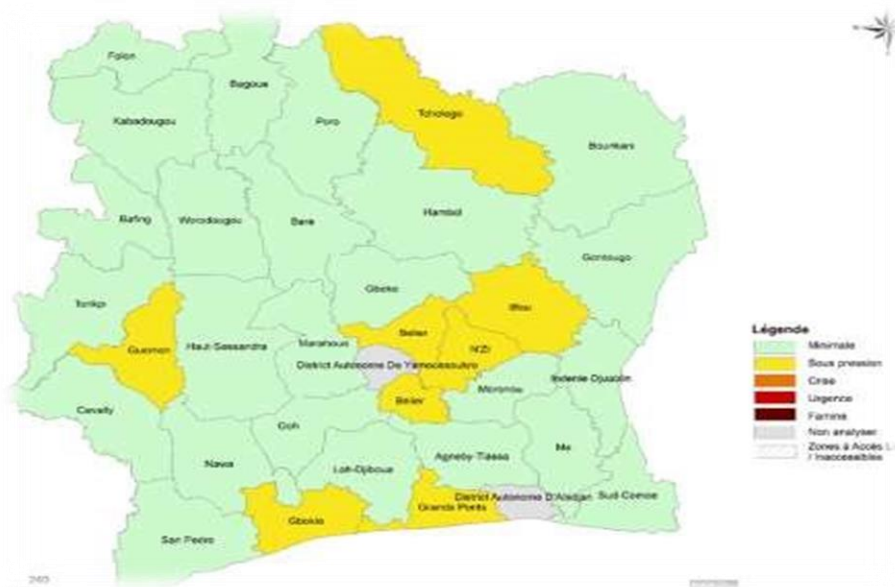 Folon
Bagoue
Tchologo
Kabadougou
Poro
Bounkani
Bafing
Worodougou
Bere
Hambol
Gontougo
Tonkpi
Gbeke
Iffou
Guemon
Haut-Sassandra
Marahoue
Belier
N'Zi
District Autonome De Yamoussoukro
Moronou
Indenie Djuablin
Belier
Cavally
Goh
Nawa
Loh-Djiboua
Agneby-Tiassa
Me
District Autonome D'Abidjan
Sud Comoe
Grands Ponts
Gbokle
San Pedro
Légende
Minimale
Sous pression
Crise
Urgence
Famine
Non analyser
Zones à Accès L
/ Inaccessibles